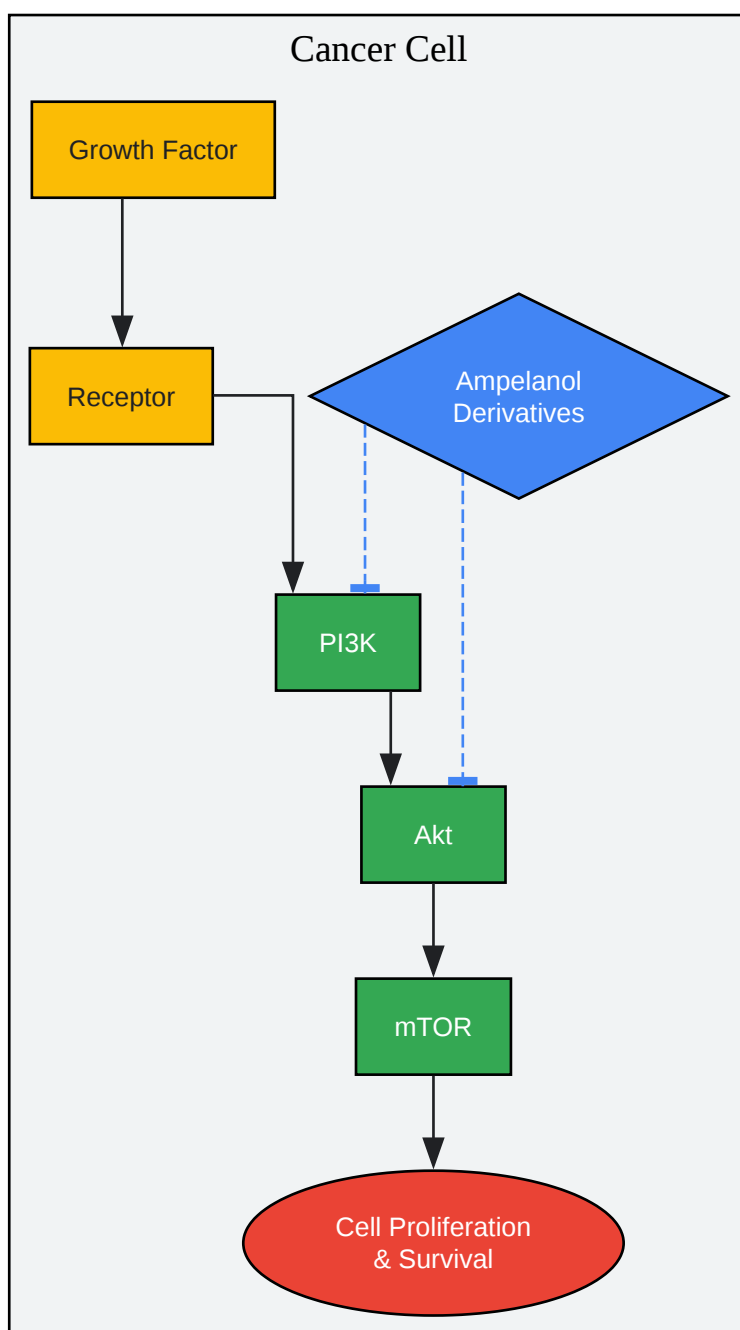 Cancer Cell
Growth Factor
Receptor
Ampelanol
Derivatives
PI3K
Akt
mTOR
Cell Proliferation
& Survival